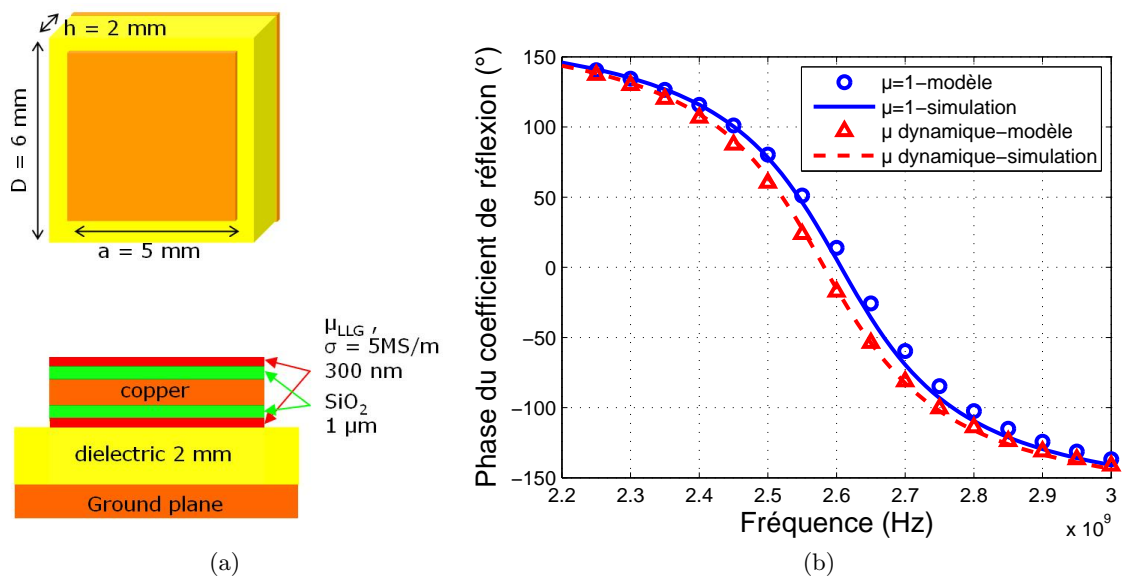 h = 2 mm
D = 6 mm
a = 5 mm
μLLG ,
σ = 5MS/m
300 nm
SiO2
1 μm
copper
dielectric 2 mm
Ground plane
(a)
Phase du coefficient de réflexion (°)
150
100
50
0
−50
−100
−150
μ=1−modèle
μ=1−simulation
μ dynamique−modèle
μ dynamique−simulation
2.2 2.3 2.4 2.5 2.6 2.7 2.8 2.9 3
Fréquence (Hz)
x 10^9
(b)